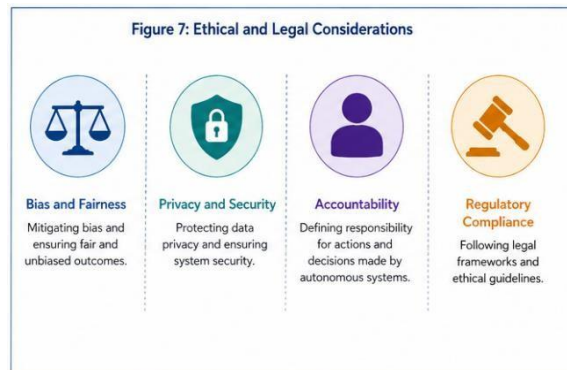 Figure 7: Ethical and Legal Considerations
Bias and Fairness
Mitigating bias and
ensuring fair and
unbiased outcomes.
Privacy and Security
Protecting data
privacy and ensuring
system security.
Accountability
Defining responsibility
for actions and
decisions made by
autonomous systems.
Regulatory
Compliance
Following legal
frameworks and
ethical guidelines.